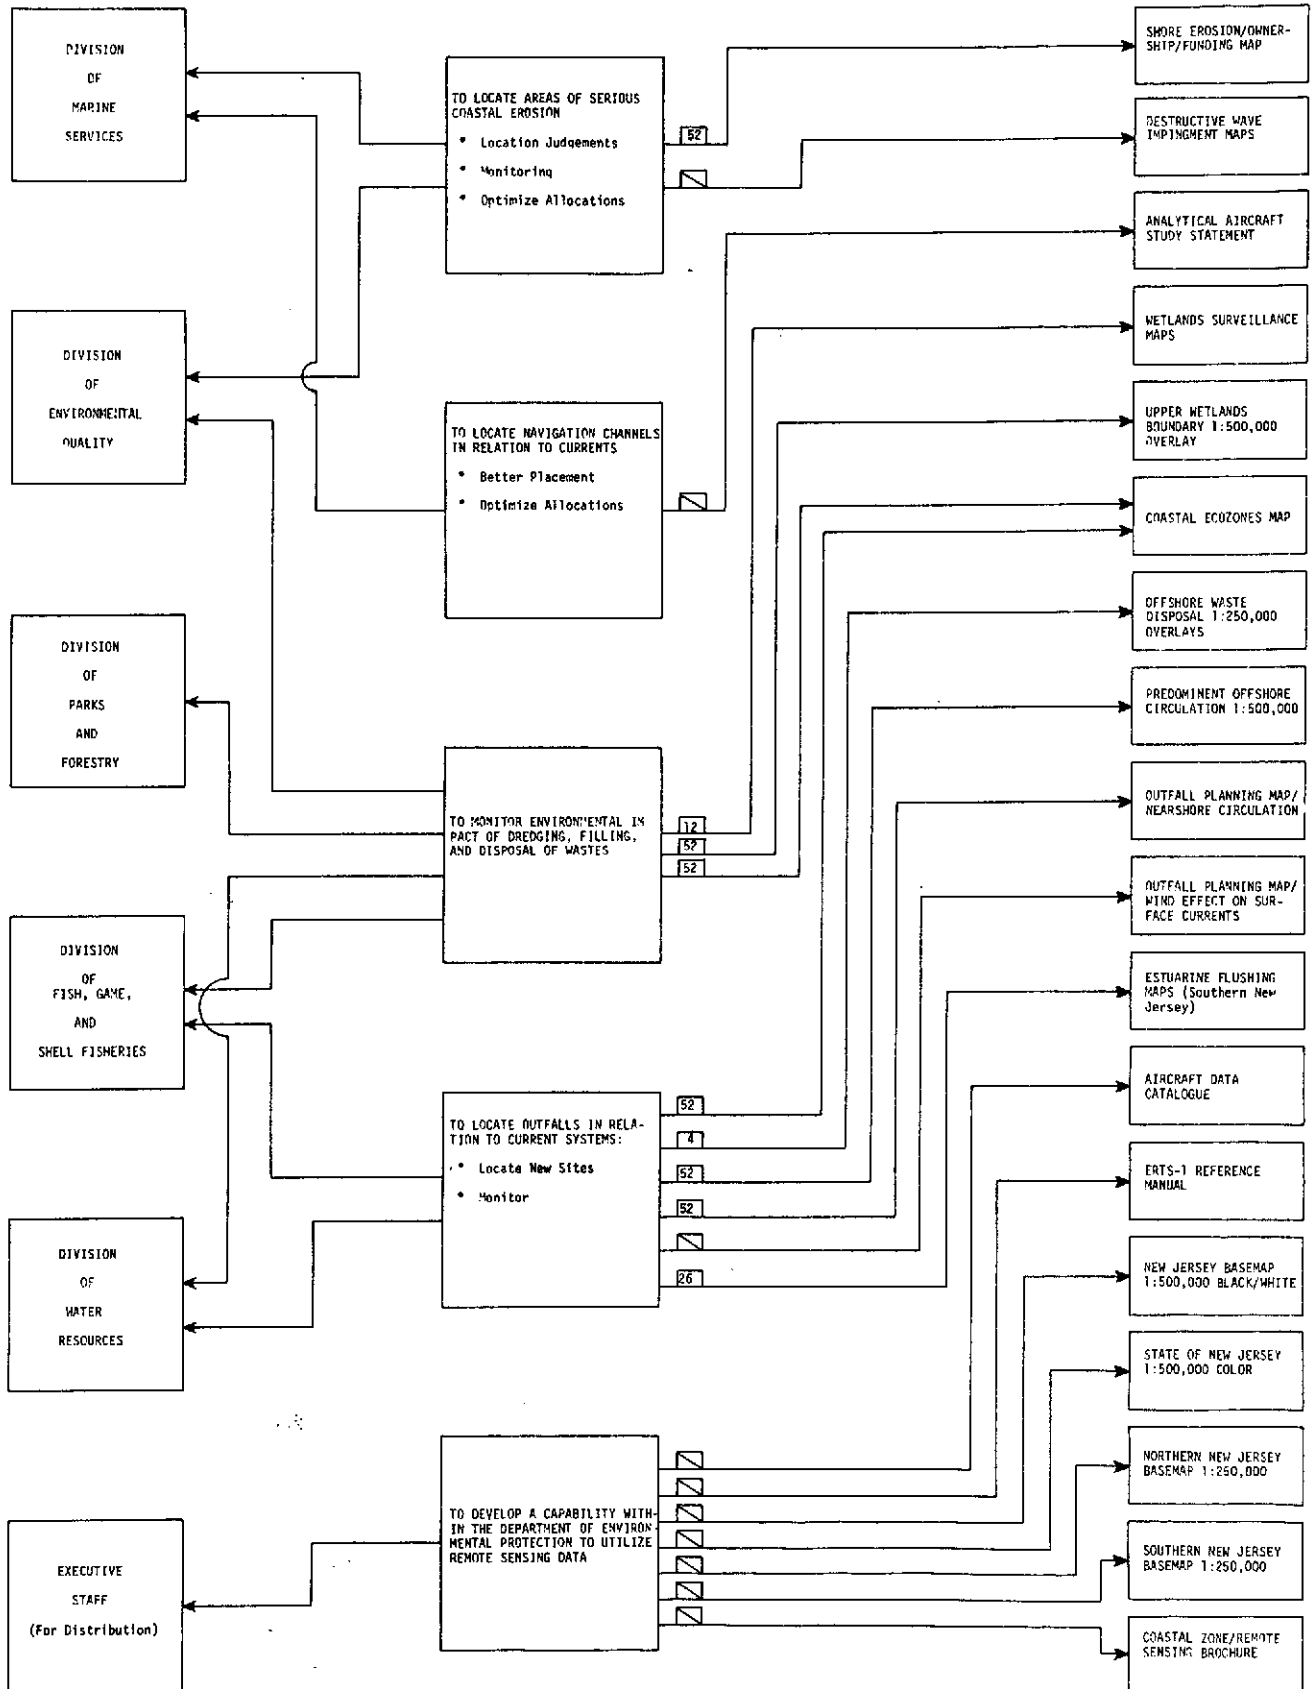 DIVISION
OF
MARINE
SERVICES
DIVISION
OF
ENVIRONMENTAL
QUALITY
DIVISION
OF
PARKS
AND
FORESTRY
DIVISION
OF
FISH, GAME,
AND
SHELL FISHERIES
DIVISION
OF
WATER
RESOURCES
EXECUTIVE
STAFF
(For Distribution)
TO LOCATE AREAS OF SERIOUS
COASTAL EROSION
* Location Judgements
* Monitoring
* Optimize Allocations
52
TO LOCATE NAVIGATION CHANNELS
IN RELATION TO CURRENTS
* Better Placement
* Optimize Allocations
TO MONITOR ENVIRONMENTAL IM
PACT OF DREDGING, FILLING,
AND DISPOSAL OF WASTES
12
52
52
TO LOCATE OUTFALLS IN RELA-
TION TO CURRENT SYSTEMS:
* Locate New Sites
* Monitor
52
4
52
52
26
TO DEVELOP A CAPABILITY WITH-
IN THE DEPARTMENT OF ENVIRON-
MENTAL PROTECTION TO UTILIZE
REMOTE SENSING DATA
SHORE EROSION/OWNER-
SHIP/FUNDING MAP
DESTRUCTIVE WAVE
IMPINGMENT MAPS
ANALYTICAL AIRCRAFT
STUDY STATEMENT
WETLANDS SURVEILLANCE
MAPS
UPPER WETLANDS
BOUNDARY 1:500,000
OVERLAY
COASTAL ECOZONES MAP
OFFSHORE WASTE
DISPOSAL 1:250,000
OVERLAYS
PREDOMINENT OFFSHORE
CIRCULATION 1:500,000
OUTFALL PLANNING MAP/
NEARSHORE CIRCULATION
OUTFALL PLANNING MAP/
WIND EFFECT ON SUR-
FACE CURRENTS
ESTUARINE FLUSHING
MAPS (Southern New
Jersey)
AIRCRAFT DATA
CATALOGUE
ERTS-1 REFERENCE
MANUAL
NEW JERSEY BASEMAP
1:500,000 BLACK/WHITE
STATE OF NEW JERSEY
1:500,000 COLOR
NORTHERN NEW JERSEY
BASEMAP 1:250,000
SOUTHERN NEW JERSEY
BASEMAP 1:250,000
COASTAL ZONE/REMOTE
SENSING BROCHURE